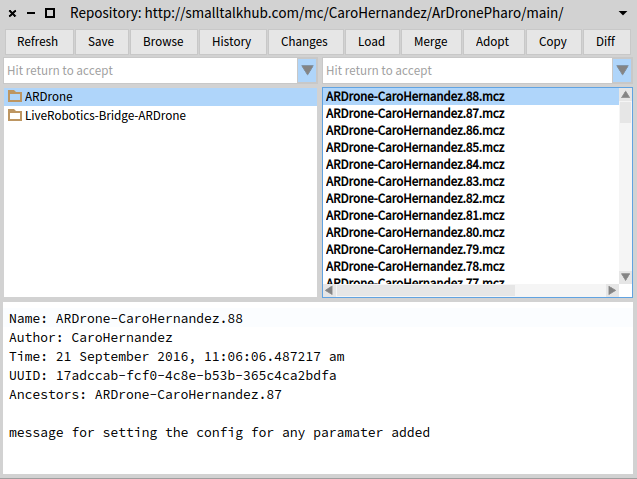 Repository: http://smalltalkhub.com/mc/CaroHernandez/ArDronePharo/main/
Refresh Save Browse History Changes Load Merge Adopt Copy Diff
Hit return to accept Hit return to accept
ARDrone
LiveRobotics-Bridge-ARDrone
ARDrone-CaroHernandez.88.mcz
ARDrone-CaroHernandez.87.mcz
ARDrone-CaroHernandez.86.mcz
ARDrone-CaroHernandez.85.mcz
ARDrone-CaroHernandez.84.mcz
ARDrone-CaroHernandez.83.mcz
ARDrone-CaroHernandez.82.mcz
ARDrone-CaroHernandez.81.mcz
ARDrone-CaroHernandez.80.mcz
ARDrone-CaroHernandez.79.mcz
ARDrone-CaroHernandez.78.mcz
ARDrone-CaroHernandez.77.mcz
Name: ARDrone-CaroHernandez.88
Author: CaroHernandez
Time: 21 September 2016, 11:06:06.487217 am
UUID: 17adccab-fcf0-4c8e-b53b-365c4ca2bdfa
Ancestors: ARDrone-CaroHernandez.87
message for setting the config for any paramater added